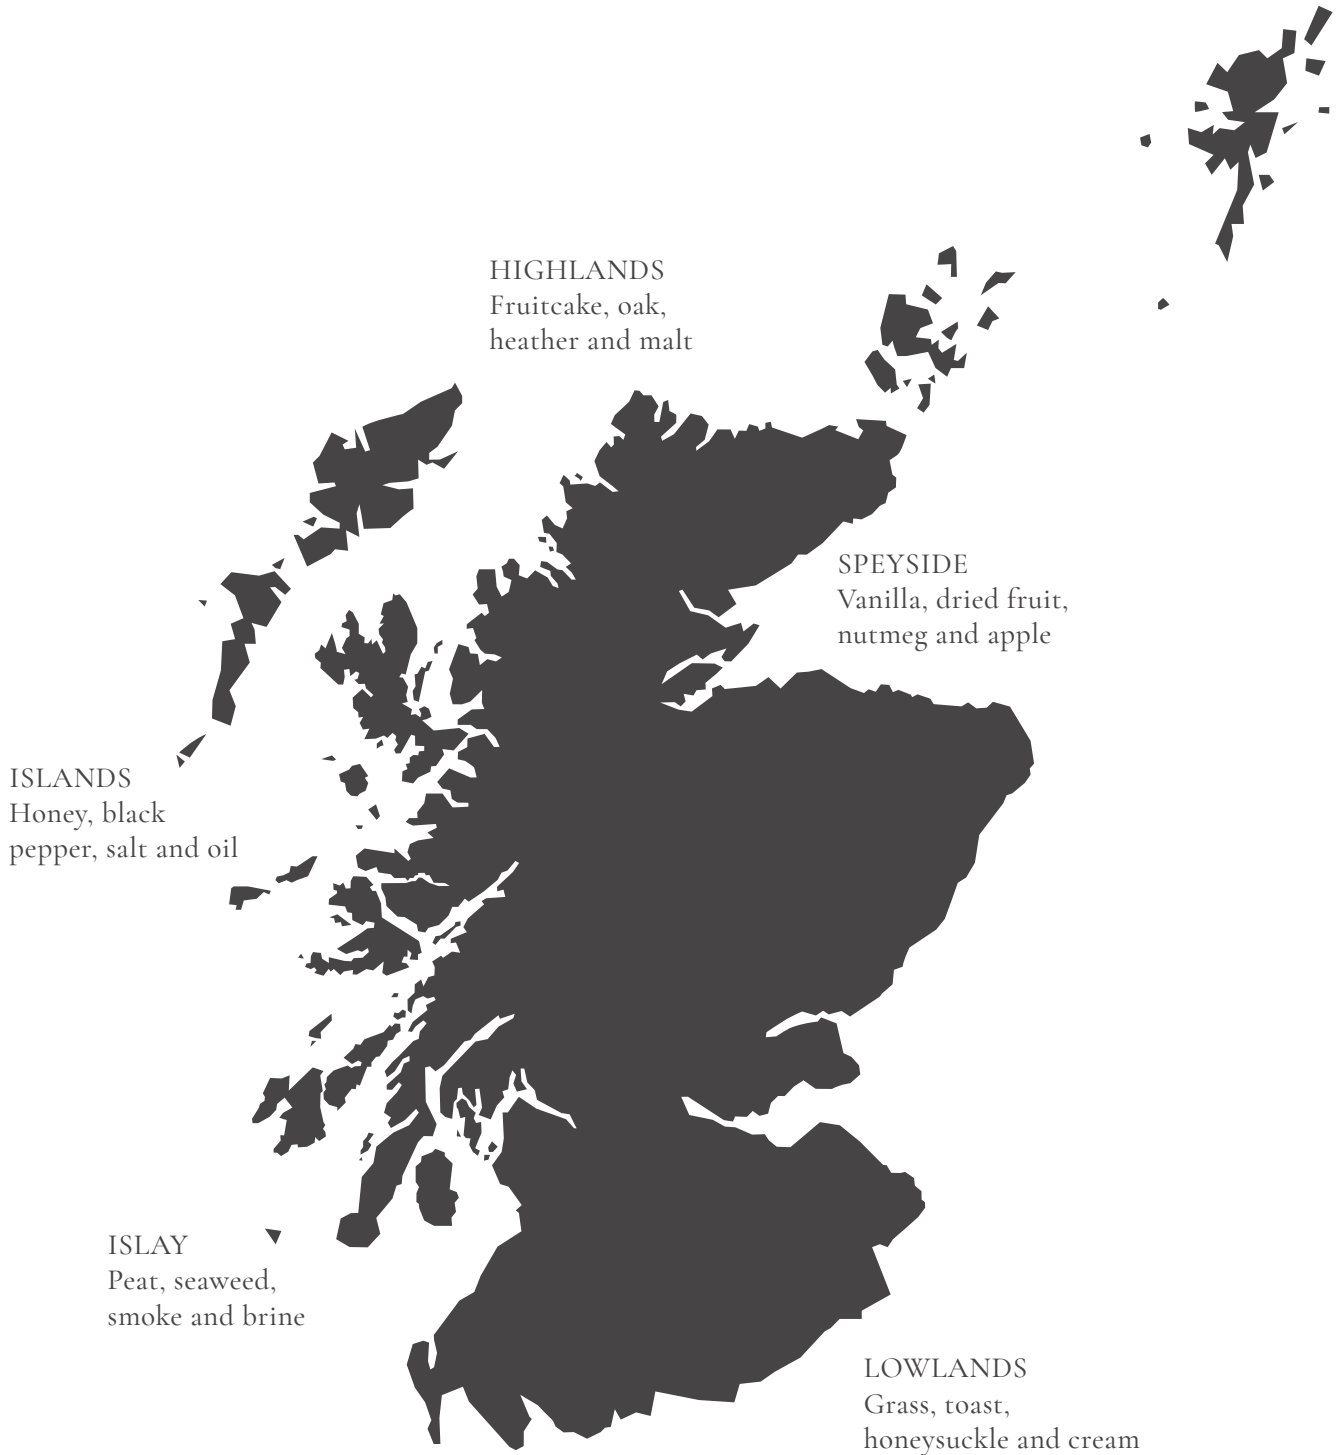 HIGHLANDS
Fruitcake, oak,
heather and malt
SPEYSIDE
Vanilla, dried fruit,
nutmeg and apple
ISLANDS
Honey, black
pepper, salt and oil
ISLAY
Peat, seaweed,
smoke and brine
LOWLANDS
Grass, toast,
honeysuckle and cream